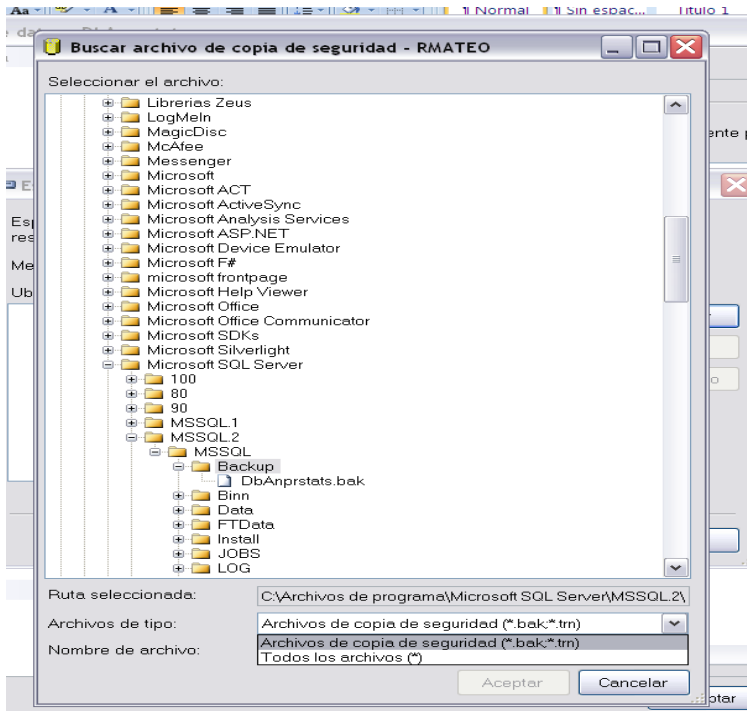 Aa
¶ Normal ¶ Sin espac... Título 1
Buscar archivo de copia de seguridad - RMATEO
Seleccionar el archivo:
Librerias Zeus
LogMeIn
MagicDisc
McAfee
Messenger
Microsoft
Microsoft ACT
Microsoft ActiveSync
Microsoft Analysis Services
Microsoft ASP.NET
Microsoft Device Emulator
Microsoft F#
microsoft frontpage
Microsoft Help Viewer
Microsoft Office
Microsoft Office Communicator
Microsoft SDKs
Microsoft Silverlight
Microsoft SQL Server
100
80
90
MSSQL.1
MSSQL.2
MSSQL
Backup
DbAnprstats.bak
Binn
Data
FTData
Install
JOBS
LOG
Ruta seleccionada: C:\Archivos de programa\Microsoft SQL Server\MSSQL.2\
Archivos de tipo: Archivos de copia de seguridad (*.bak;*.trn)
Archivos de copia de seguridad (*.bak;*.trn)
Nombre de archivo:
Todos los archivos (*)
Aceptar Cancelar